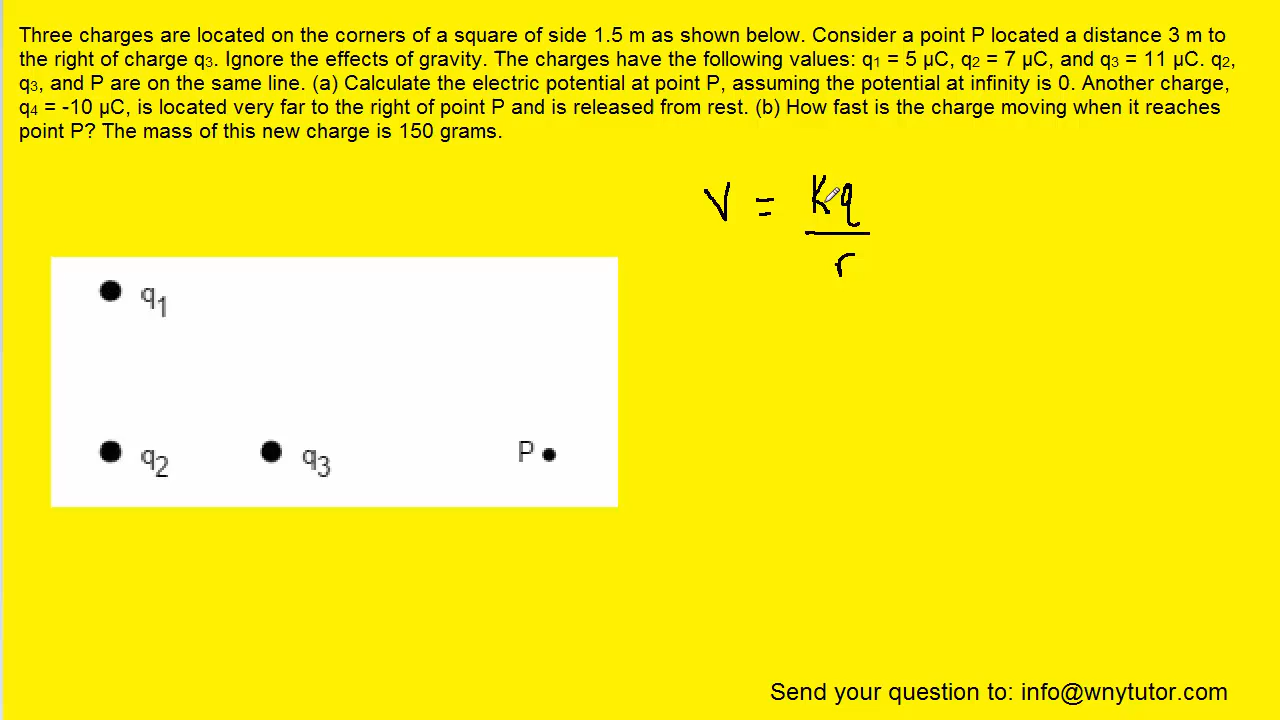 Three charges are located on the corners of a square of side 1.5 m as shown below. Consider a point P located a distance 3 m to
the right of charge q₃. Ignore the effects of gravity. The charges have the following values: q₁ = 5 μC, q₂ = 7 μC, and q₃ = 11 μC. q₂,
q₃, and P are on the same line. (a) Calculate the electric potential at point P, assuming the potential at infinity is 0. Another charge,
q₄ = -10 μC, is located very far to the right of point P and is released from rest. (b) How fast is the charge moving when it reaches
point P? The mass of this new charge is 150 grams.
V = kq
r
q₁
q₂ q₃ P
Send your question to: info@wnytutor.com